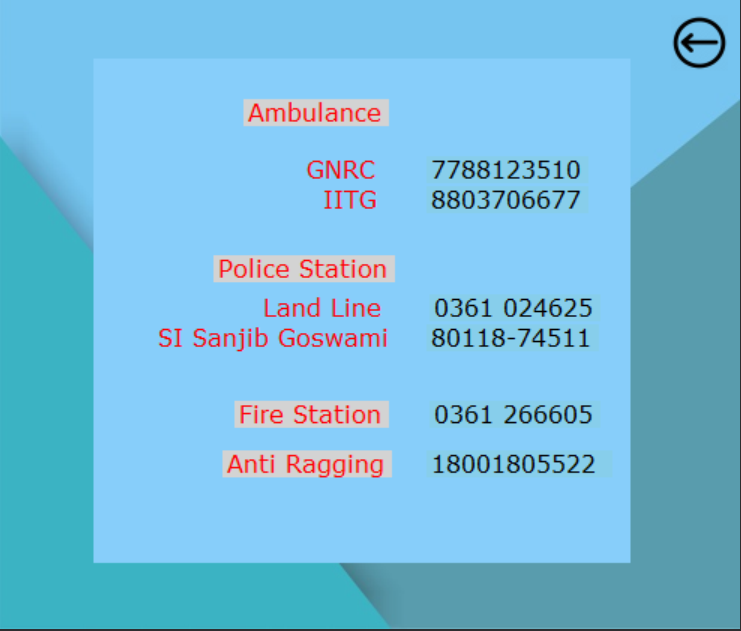 Ambulance
GNRC 7788123510
IITG 8803706677
Police Station
Land Line 0361 024625
SI Sanjib Goswami 80118-74511
Fire Station 0361 266605
Anti Ragging 18001805522